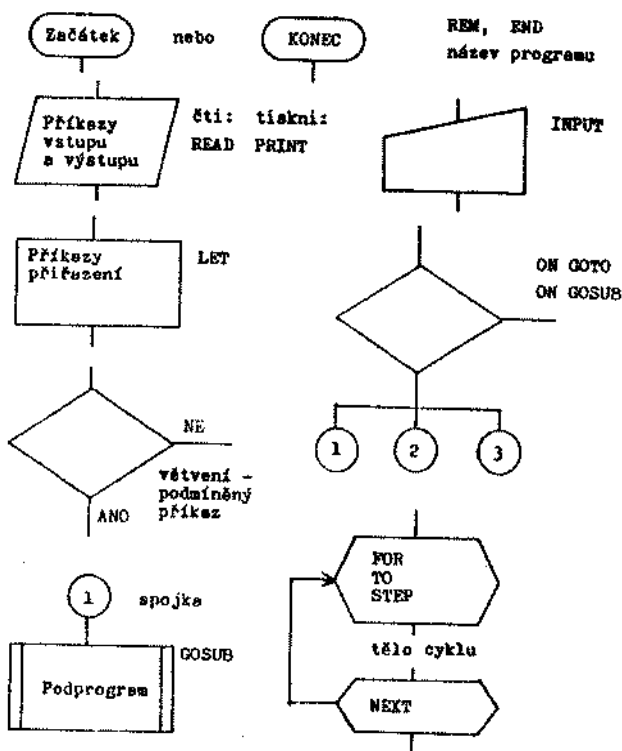 Začátek nebo KONEC
REM, END
název programu
Příkazy
vstupu
a výstupu
čti: tiskni:
READ PRINT
INPUT
Příkazy
přiřazení
LET
ON GOTO
ON GOSUB
1 2 3
NE
větvení -
podmíněný
příkaz
ANO
FOR
TO
STEP
1 spojka
tělo cyklu
GOSUB
Podprogram
NEXT